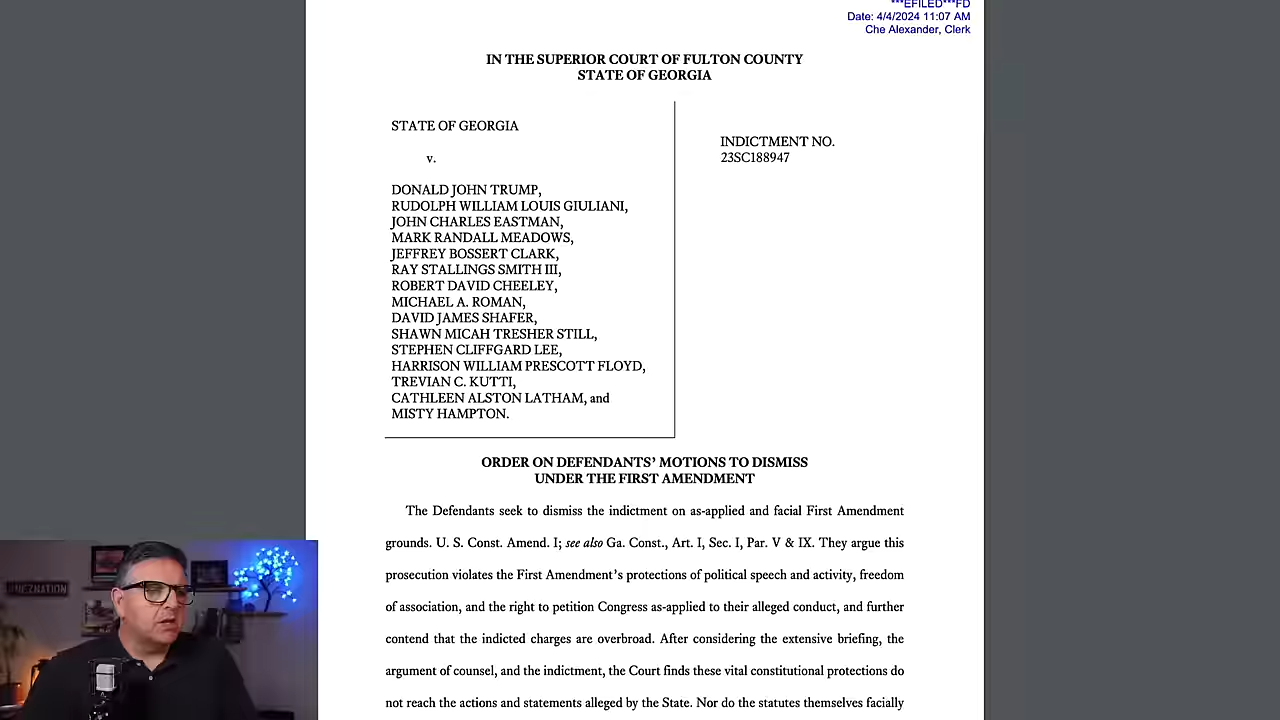 ***EFILED***FD
Date: 4/4/2024 11:07 AM
Che Alexander, Clerk
IN THE SUPERIOR COURT OF FULTON COUNTY
STATE OF GEORGIA
STATE OF GEORGIA
v.
DONALD JOHN TRUMP,
RUDOLPH WILLIAM LOUIS GIULIANI,
JOHN CHARLES EASTMAN,
MARK RANDALL MEADOWS,
JEFFREY BOSSERT CLARK,
RAY STALLINGS SMITH III,
ROBERT DAVID CHEELEY,
MICHAEL A. ROMAN,
DAVID JAMES SHAFER,
SHAWN MICAH TRESHER STILL,
STEPHEN CLIFFGARD LEE,
HARRISON WILLIAM PRESCOTT FLOYD,
TREVIAN C. KUTTI,
CATHLEEN ALSTON LATHAM, and
MISTY HAMPTON.
INDICTMENT NO.
23SC188947
ORDER ON DEFENDANTS’ MOTIONS TO DISMISS
UNDER THE FIRST AMENDMENT
The Defendants seek to dismiss the indictment on as-applied and facial First Amendment
grounds. U. S. Const. Amend. I; see also Ga. Const., Art. I, Sec. I, Par. V & IX. They argue this
prosecution violates the First Amendment’s protections of political speech and activity, freedom
of association, and the right to petition Congress as-applied to their alleged conduct, and further
contend that the indicted charges are overbroad. After considering the extensive briefing, the
argument of counsel, and the indictment, the Court finds these vital constitutional protections do
not reach the actions and statements alleged by the State. Nor do the statutes themselves facially